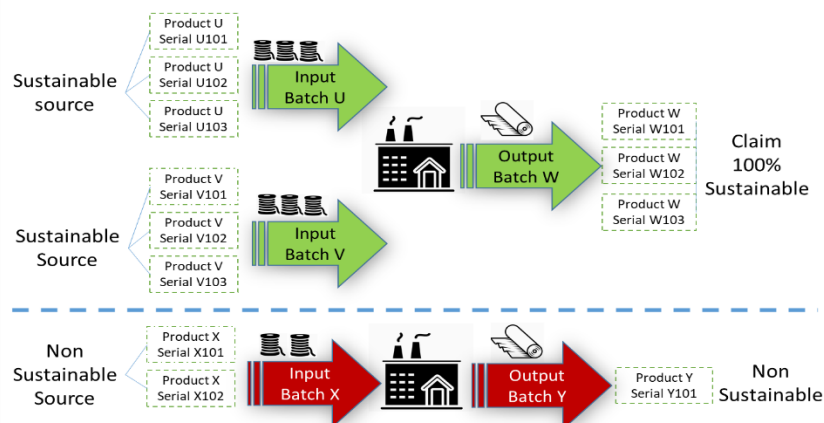 Sustainable
source
Product U
Serial U101
Product U
Serial U102
Product U
Serial U103
Input
Batch U
Sustainable
Source
Product V
Serial V101
Product V
Serial V102
Product V
Serial V103
Input
Batch V
Output
Batch W
Product W
Serial W101
Product W
Serial W102
Product W
Serial W103
Claim
100%
Sustainable
Non
Sustainable
Source
Product X
Serial X101
Product X
Serial X102
Input
Batch X
Output
Batch Y
Product Y
Serial Y101
Non
Sustainable